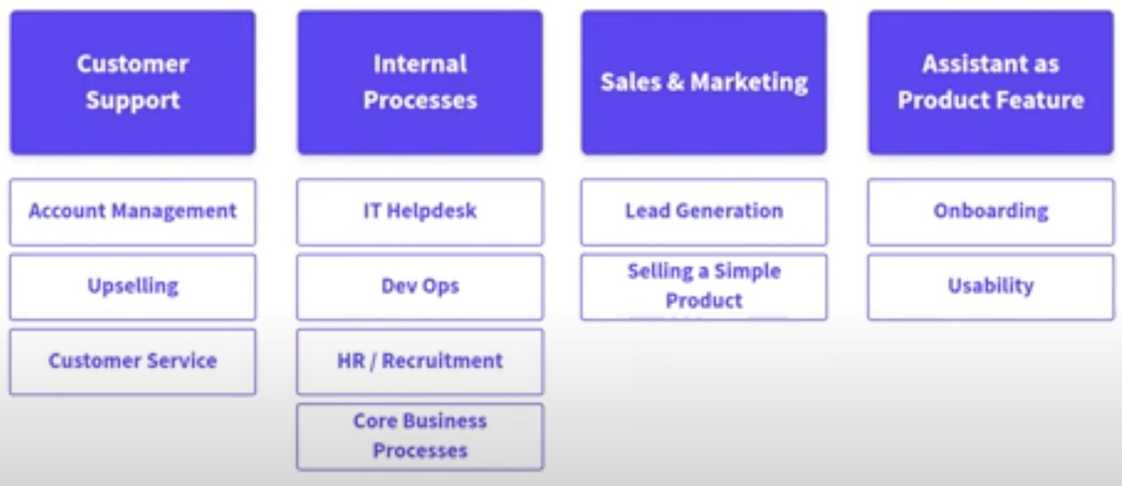 Customer
Support
Internal
Processes
Sales & Marketing
Assistant as
Product Feature
Account Management
IT Helpdesk
Lead Generation
Onboarding
Upselling
Dev Ops
Selling a Simple
Product
Usability
Customer Service
HR / Recruitment
Core Business
Processes